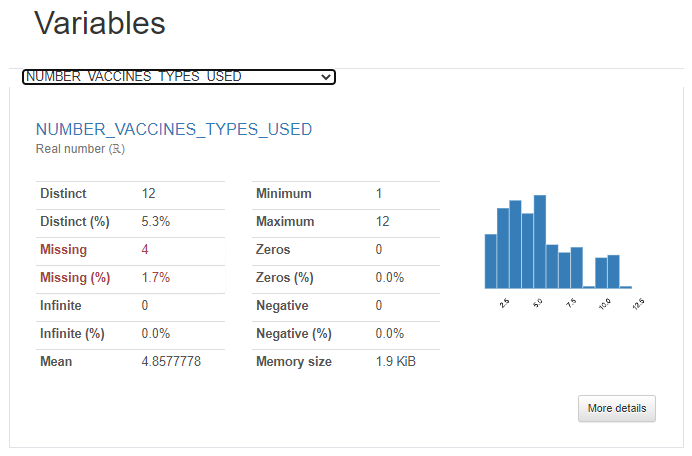 Variables
NUMBER_VACCINES_TYPES_USED
NUMBER_VACCINES_TYPES_USED
Real number (ℝ)
Distinct 12
Distinct (%) 5.3%
Missing 4
Missing (%) 1.7%
Infinite 0
Infinite (%) 0.0%
Mean 4.8577778
Minimum 1
Maximum 12
Zeros 0
Zeros (%) 0.0%
Negative 0
Negative (%) 0.0%
Memory size 1.9 KiB
2.5 5.0 7.5 10.0 12.5
More details